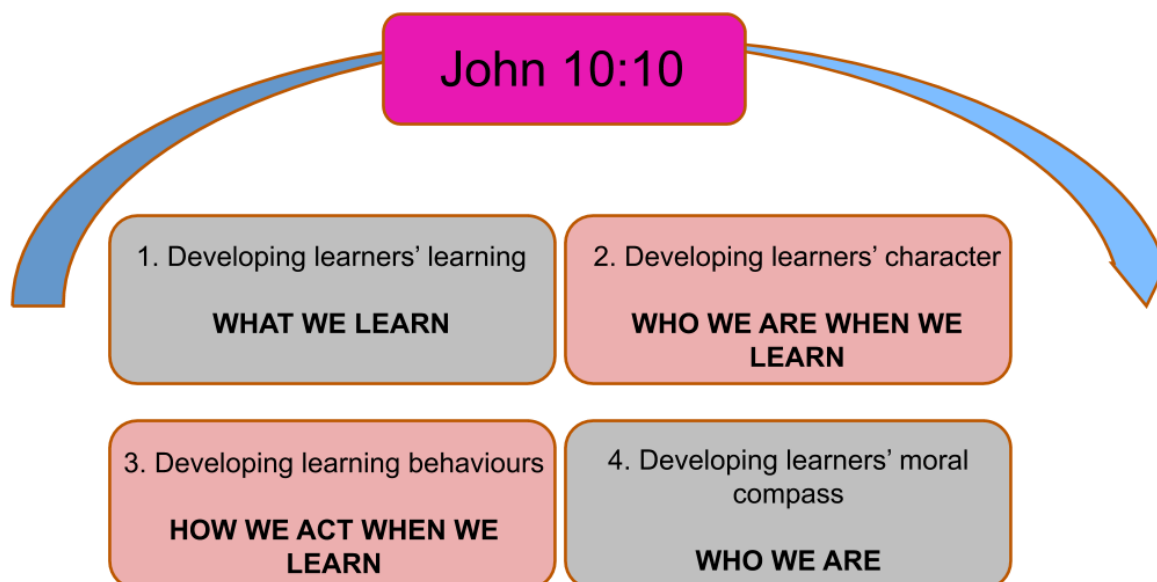 John 10:10
1. Developing learners’ learning
WHAT WE LEARN
2. Developing learners’ character
WHO WE ARE WHEN WE
LEARN
3. Developing learning behaviours
HOW WE ACT WHEN WE
LEARN
4. Developing learners’ moral
compass
WHO WE ARE